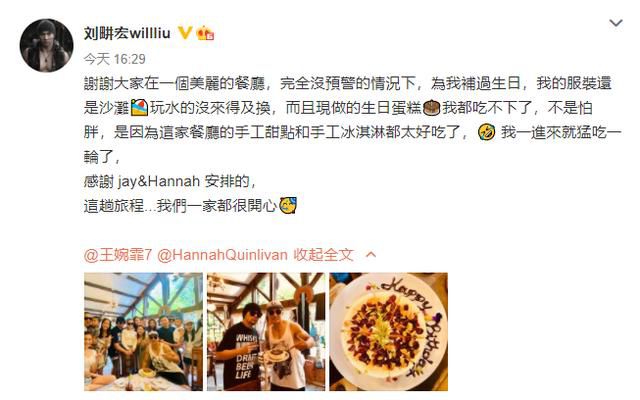 刘畊宏willliu
今天 16:29
謝謝大家在一個美麗的餐廳，完全沒預警的情況下，為我補過生日，我的服裝還
是沙灘🏖️玩水的沒來得及換，而且現做的生日蛋糕🎂我都吃不下了，不是怕
胖，是因為這家餐廳的手工甜點和手工冰淇淋都太好吃了，🤣 我一進來就猛吃一
輪了，
感謝 jay&Hannah 安排的，
這趟旅程...我們一家都很開心🥳
@王婉霏7 @HannahQuinlivan 收起全文
WHISKEY
DRAFT
BEER
LIFE
Happy
Birthday